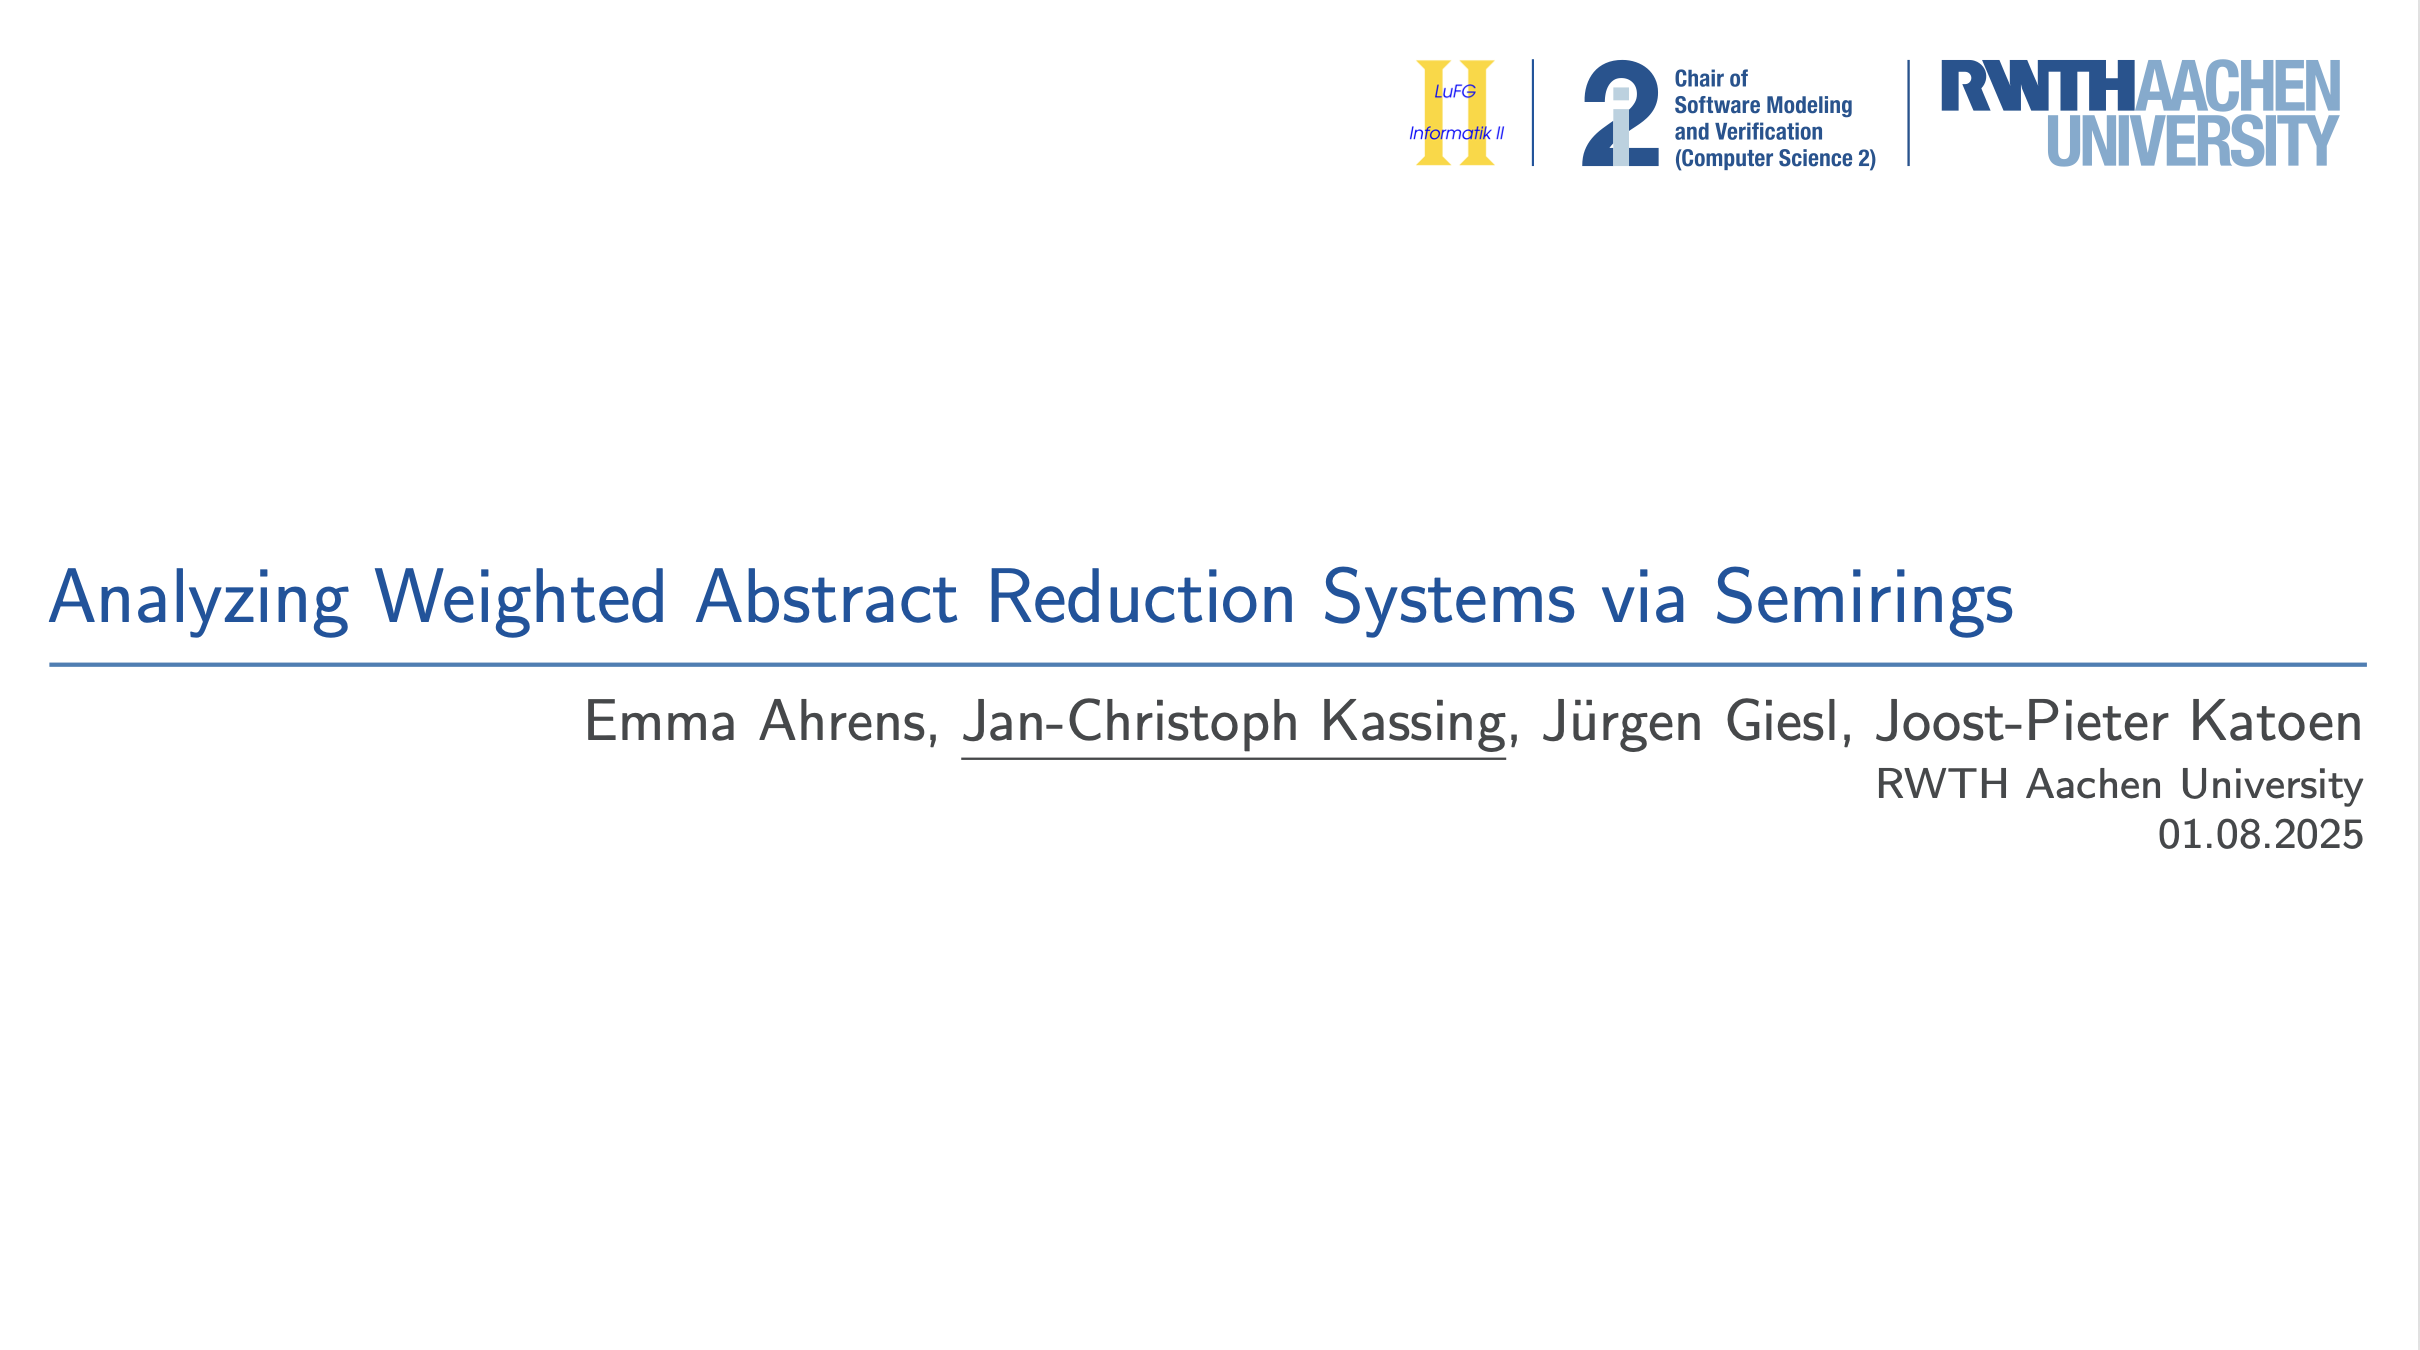 LuFG
Informatik II
2i
Chair of
Software Modeling
and Verification
(Computer Science 2)
RWTHAACHEN
UNIVERSITY
Analyzing Weighted Abstract Reduction Systems via Semirings
Emma Ahrens, Jan-Christoph Kassing, Jürgen Giesl, Joost-Pieter Katoen
RWTH Aachen University
01.08.2025